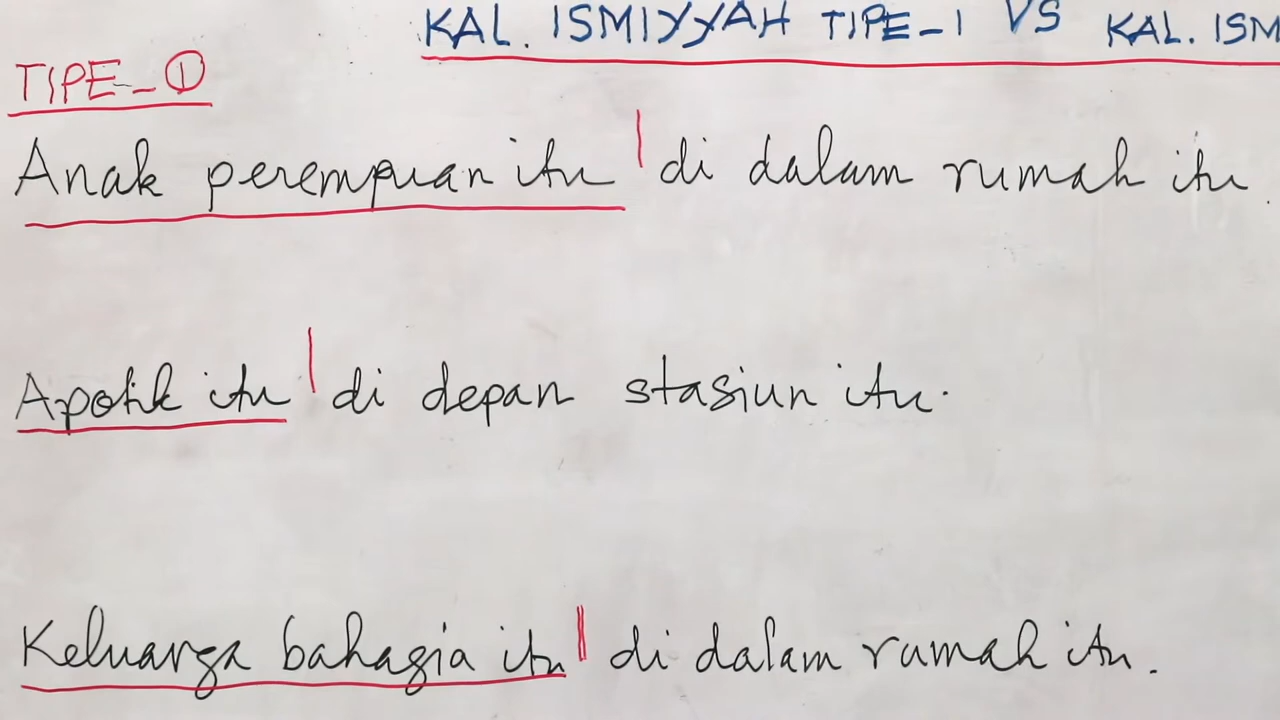 KAL. ISMIYYAH TIPE-1 VS KAL. ISM
TIPE-①
Anak perempuan itu | di dalam rumah itu.
Apotik itu | di depan stasiun itu.
Keluarga bahagia itu | di dalam rumah itu.